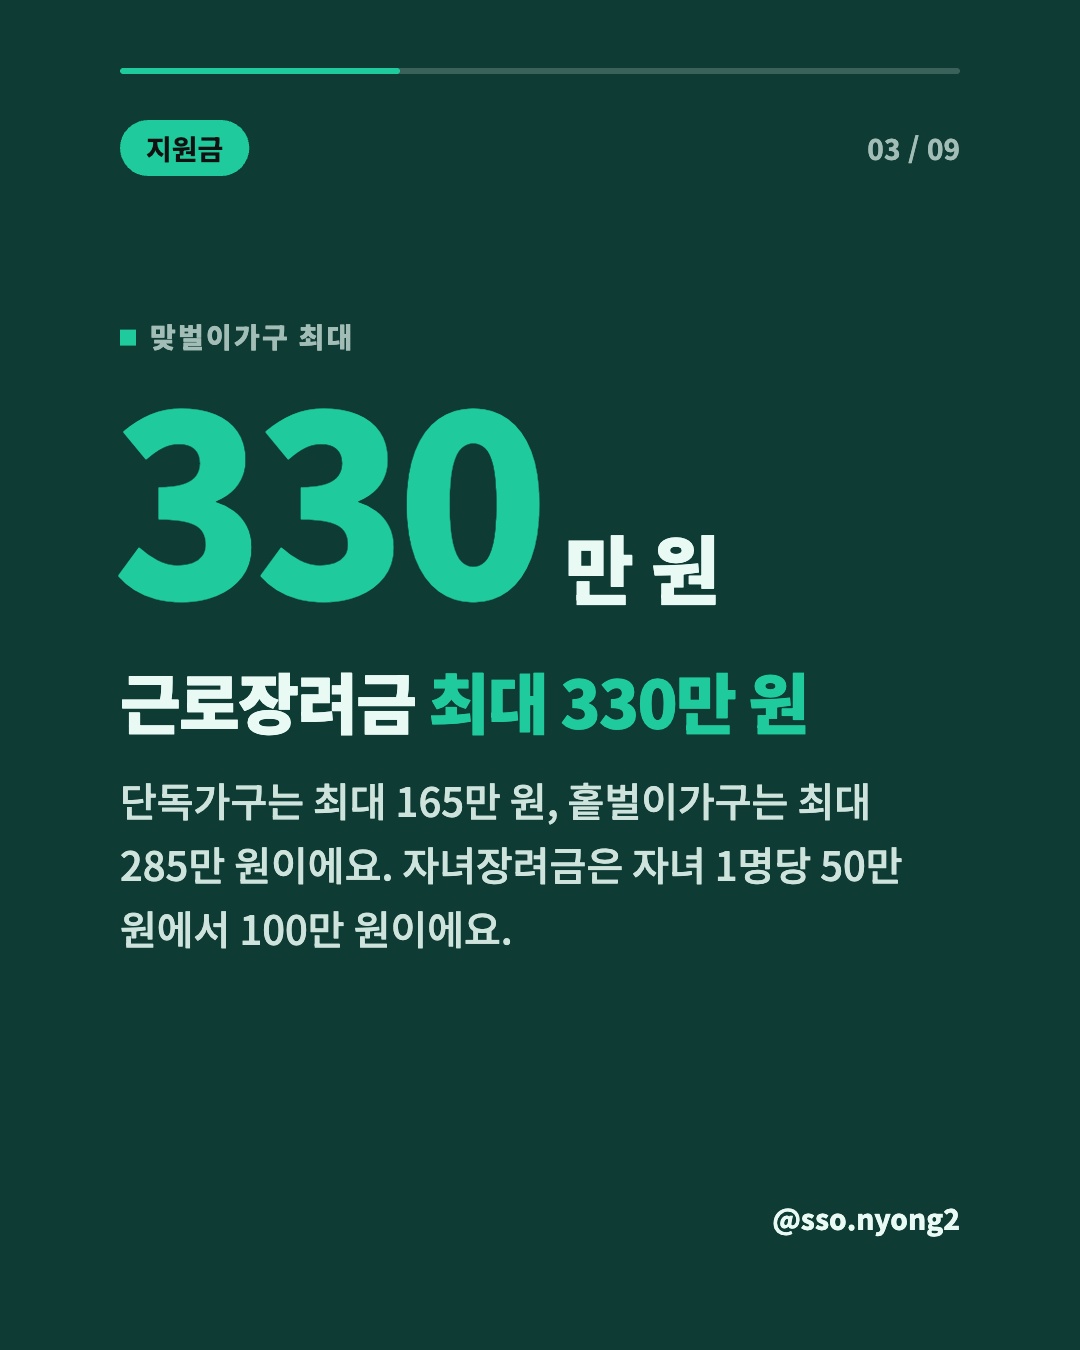 지원금
03 / 09
맞벌이가구 최대
330 만 원
근로장려금 최대 330만 원
단독가구는 최대 165만 원, 홑벌이가구는 최대
285만 원이에요. 자녀장려금은 자녀 1명당 50만
원에서 100만 원이에요.
@sso.nyong2